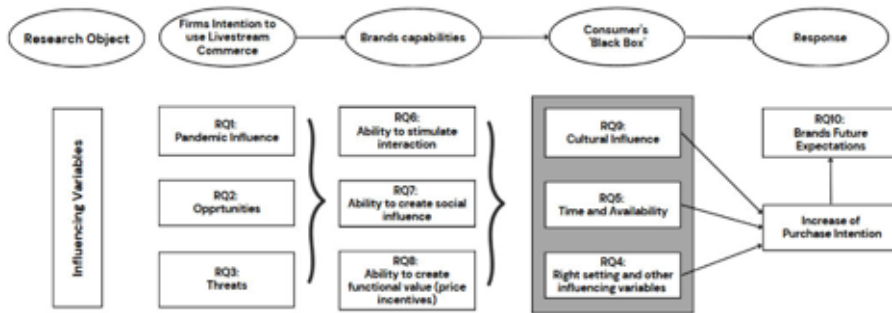 Research Object
Firms Intention to
use Livestream
Commerce
Brands capabilities
Consumer's
'Black Box'
Response
Influencing Variables
RQ1:
Pandemic Influence
RQ2:
Opprtunities
RQ3:
Threats
RQ6:
Ability to stimulate
interaction
RQ7:
Ability to create social
influence
RQ8:
Ability to create
functional value (price
incentives)
RQ9:
Cultural Influence
RQ5:
Time and Availability
RQ4:
Right setting and other
influencing variables
RQ10:
Brands Future
Expectations
Increase of
Purchase Intention